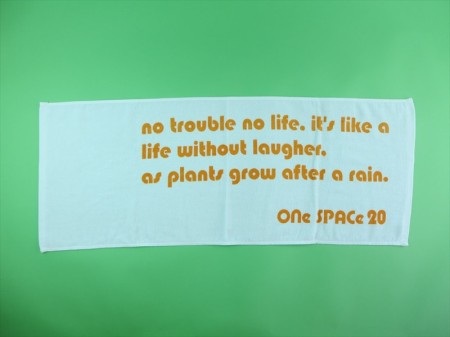 no trouble no life. it's like a
life without laugher,
as plants grow after a rain.
ONe SPACe 20